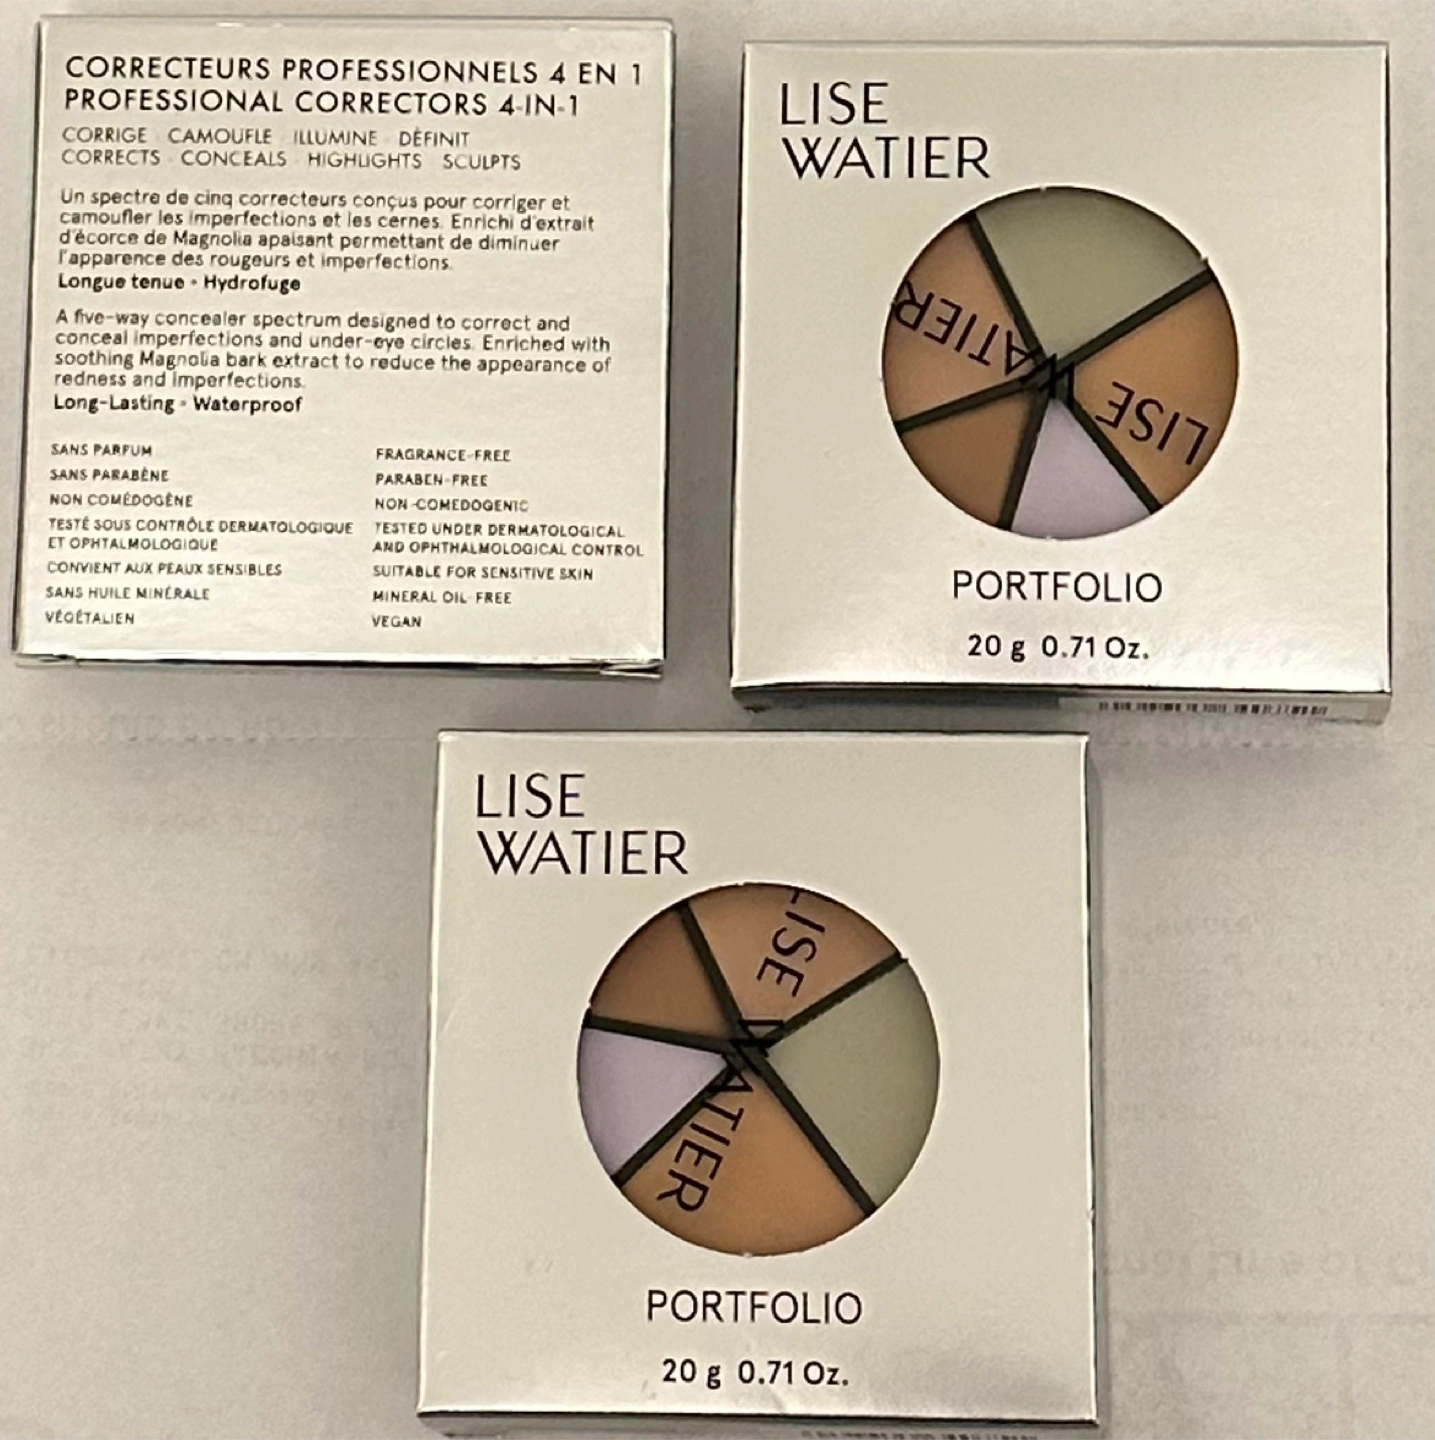 CORRECTEURS PROFESSIONNELS 4 EN 1
PROFESSIONAL CORRECTORS 4-IN-1
CORRIGE · CAMOUFLE · ILLUMINE · DÉFINIT
CORRECTS · CONCEALS · HIGHLIGHTS · SCULPTS
Un spectre de cinq correcteurs conçus pour corriger et
camoufler les imperfections et les cernes. Enrichi d'extrait
d'écorce de Magnolia apaisant permettant de diminuer
l'apparence des rougeurs et imperfections.
Longue tenue • Hydrofuge
A five-way concealer spectrum designed to correct and
conceal imperfections and under-eye circles. Enriched with
soothing Magnolia bark extract to reduce the appearance of
redness and imperfections.
Long-Lasting • Waterproof
SANS PARFUM
SANS PARABÈNE
NON COMÉDOGÈNE
TESTÉ SOUS CONTRÔLE DERMATOLOGIQUE
ET OPHTALMOLOGIQUE
CONVIENT AUX PEAUX SENSIBLES
SANS HUILE MINÉRALE
VÉGÉTALIEN
FRAGRANCE-FREE
PARABEN-FREE
NON-COMEDOGENIC
TESTED UNDER DERMATOLOGICAL
AND OPHTHALMOLOGICAL CONTROL
SUITABLE FOR SENSITIVE SKIN
MINERAL OIL-FREE
VEGAN
LISE
WATIER
LISE WATIER
PORTFOLIO
20 g 0.71 Oz.
LISE
WATIER
LISE WATIER
PORTFOLIO
20 g 0.71 Oz.